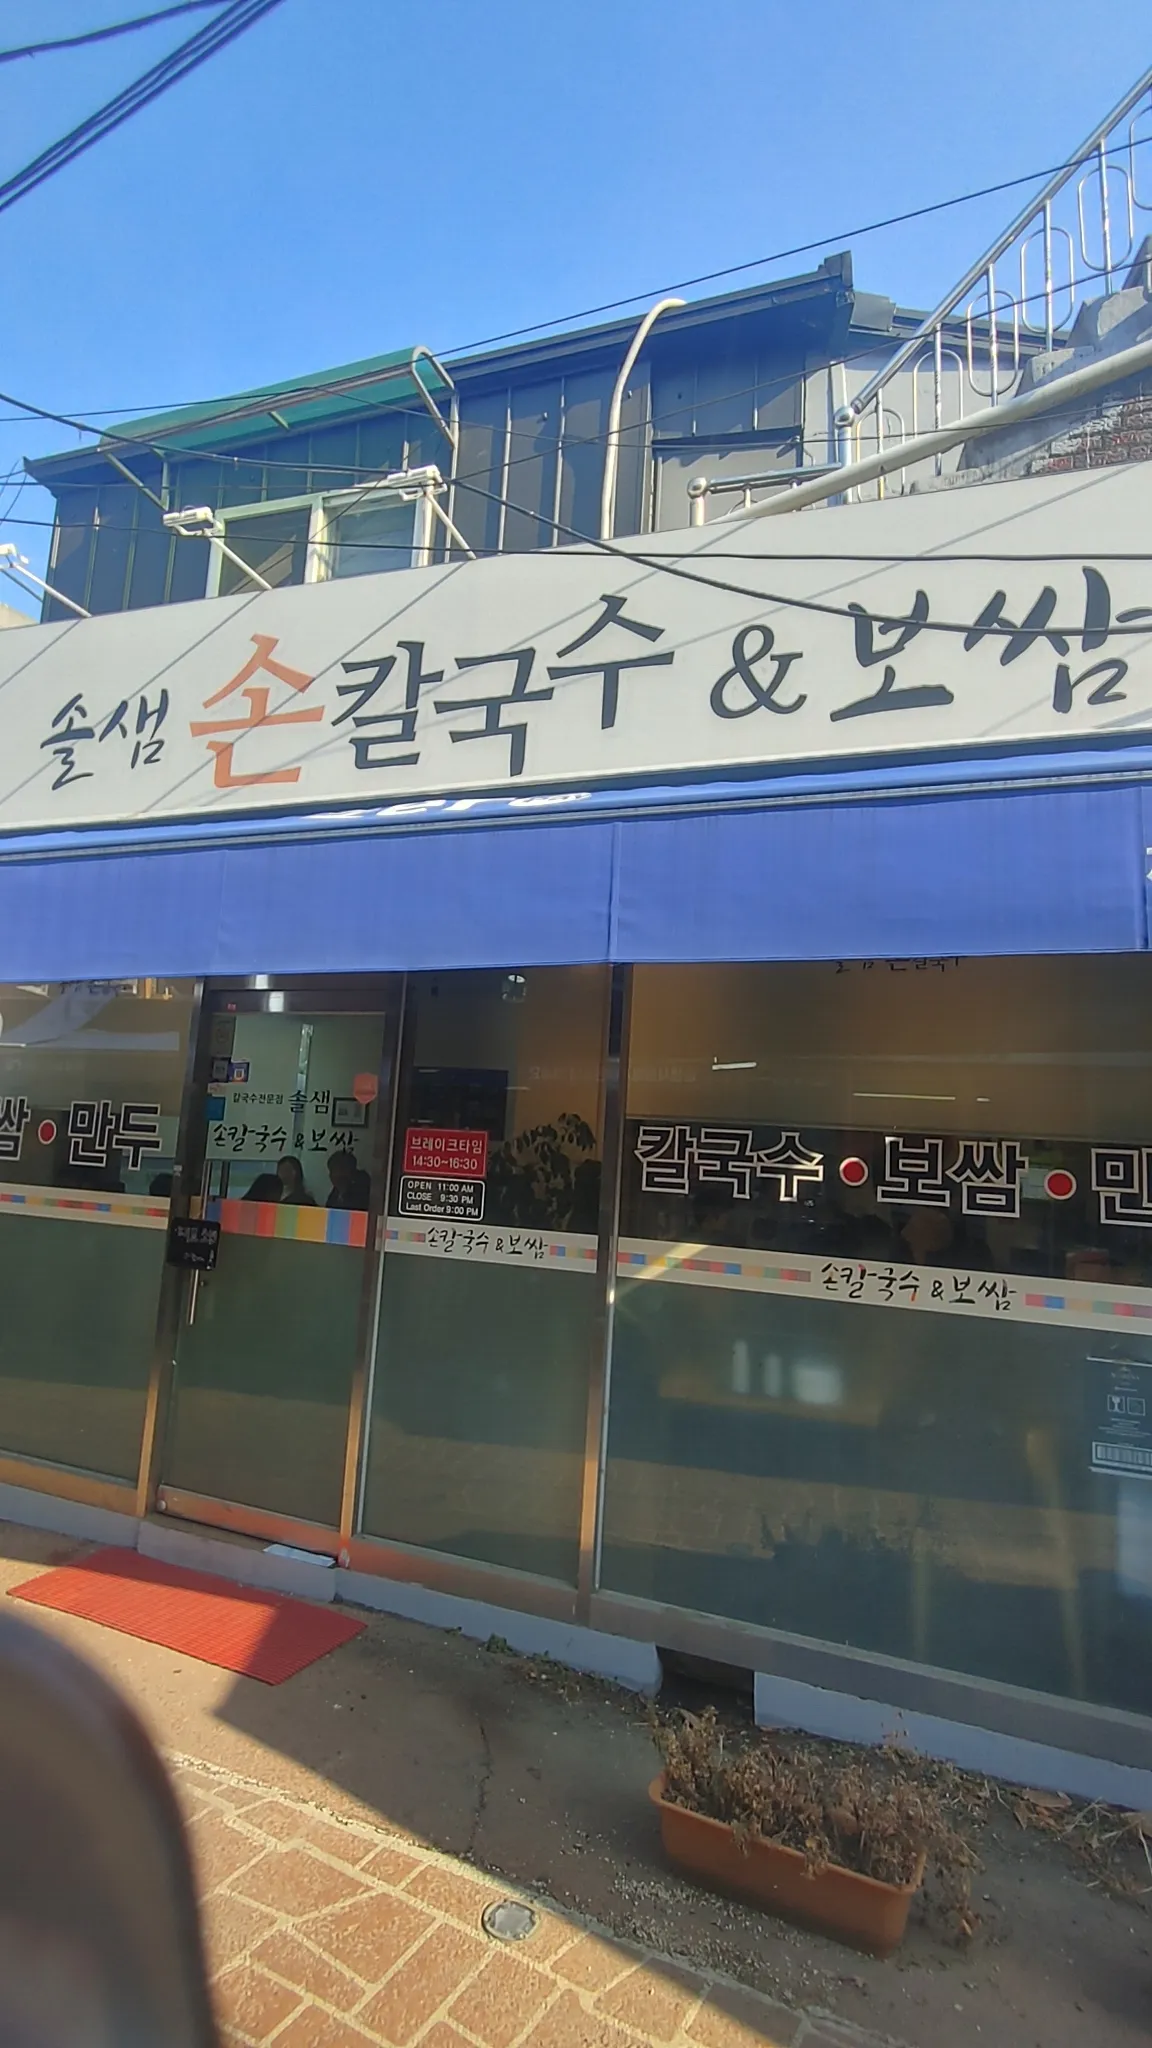 솔샘 손칼국수 & 보쌈
쌈 • 만두
칼국수전문점 솔샘
손칼국수 & 보쌈
브레이크타임
14:30~16:30
OPEN 11:00 AM
CLOSE 9:30 PM
Last Order 9:00 PM
칼국수 • 보쌈 • 만
손칼국수 & 보쌈
손칼국수 & 보쌈